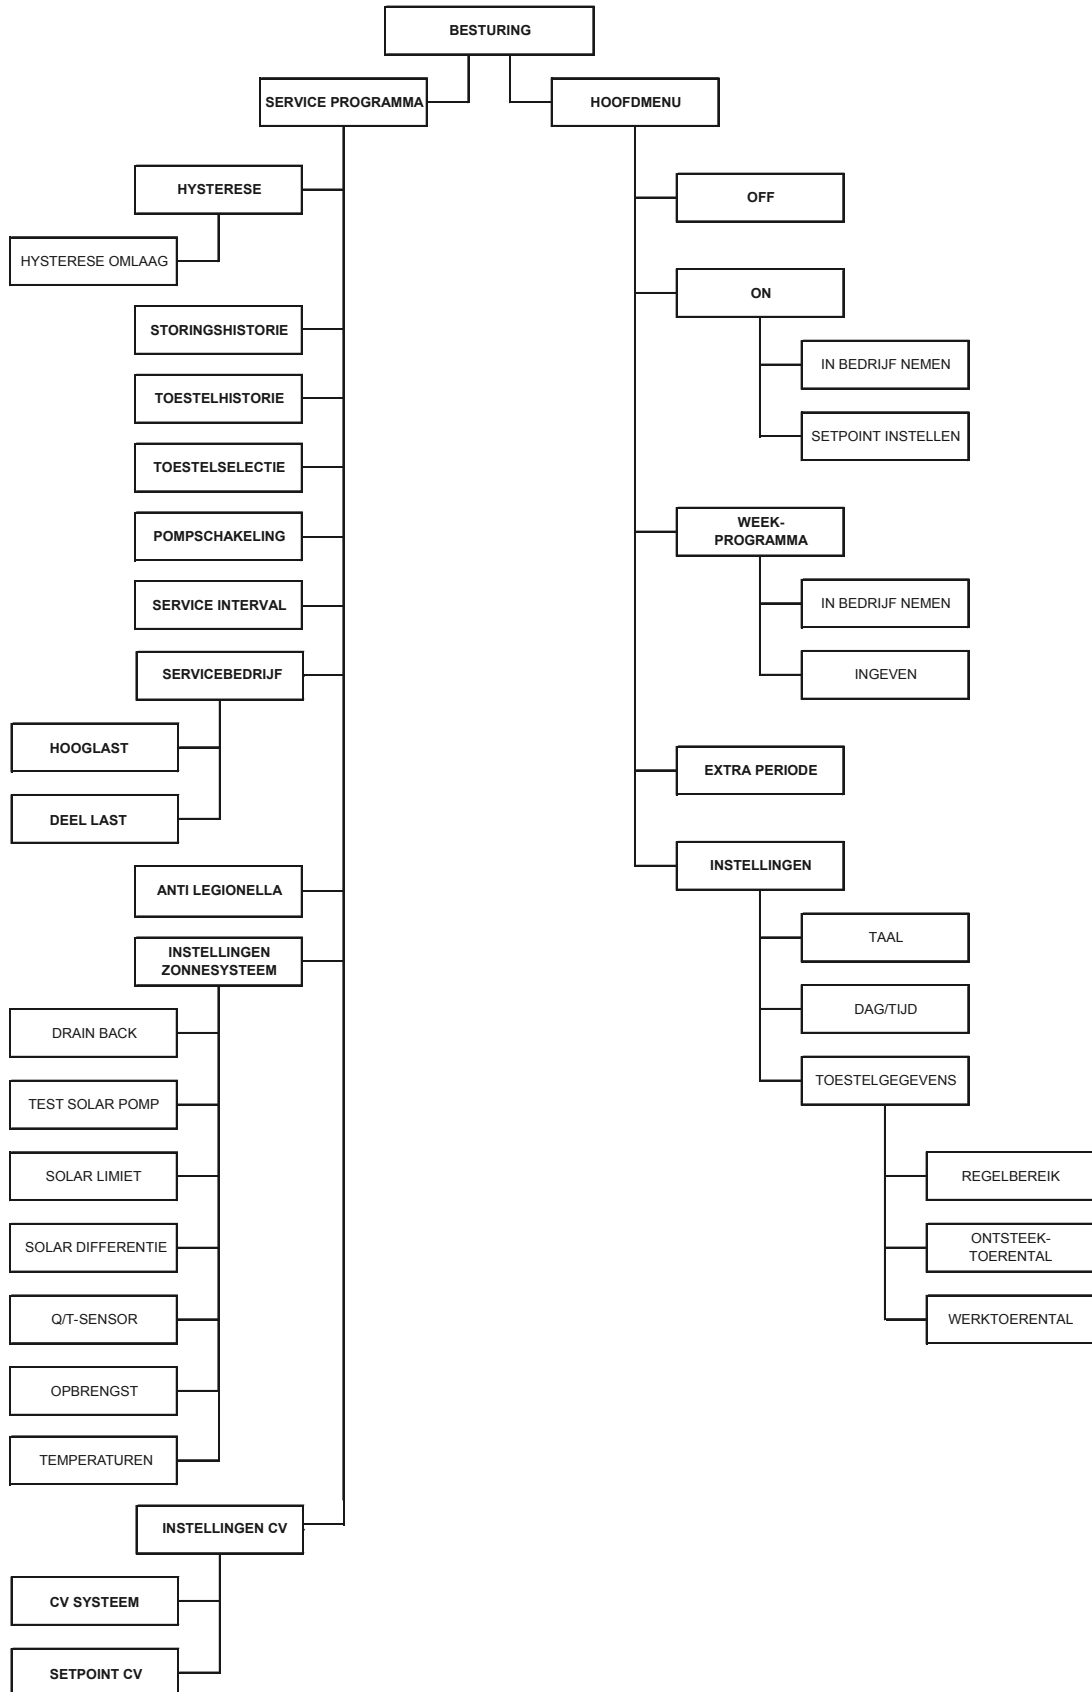 BESTURING
SERVICE PROGRAMMA
HOOFDMENU
HYSTERESE
HYSTERESE OMLAAG
STORINGSHISTORIE
TOESTELHISTORIE
TOESTELSELECTIE
POMPSCHAKELING
SERVICE INTERVAL
SERVICEBEDRIJF
HOOGLAST
DEEL LAST
ANTI LEGIONELLA
INSTELLINGEN
ZONNESYSTEEM
DRAIN BACK
TEST SOLAR POMP
SOLAR LIMIET
SOLAR DIFFERENTIE
Q/T-SENSOR
OPBRENGST
TEMPERATUREN
INSTELLINGEN CV
CV SYSTEEM
SETPOINT CV
OFF
ON
IN BEDRIJF NEMEN
SETPOINT INSTELLEN
WEEK-
PROGRAMMA
IN BEDRIJF NEMEN
INGEVEN
EXTRA PERIODE
INSTELLINGEN
TAAL
DAG/TIJD
TOESTELGEGEVENS
REGELBEREIK
ONTSTEEK-
TOERENTAL
WERKTOERENTAL